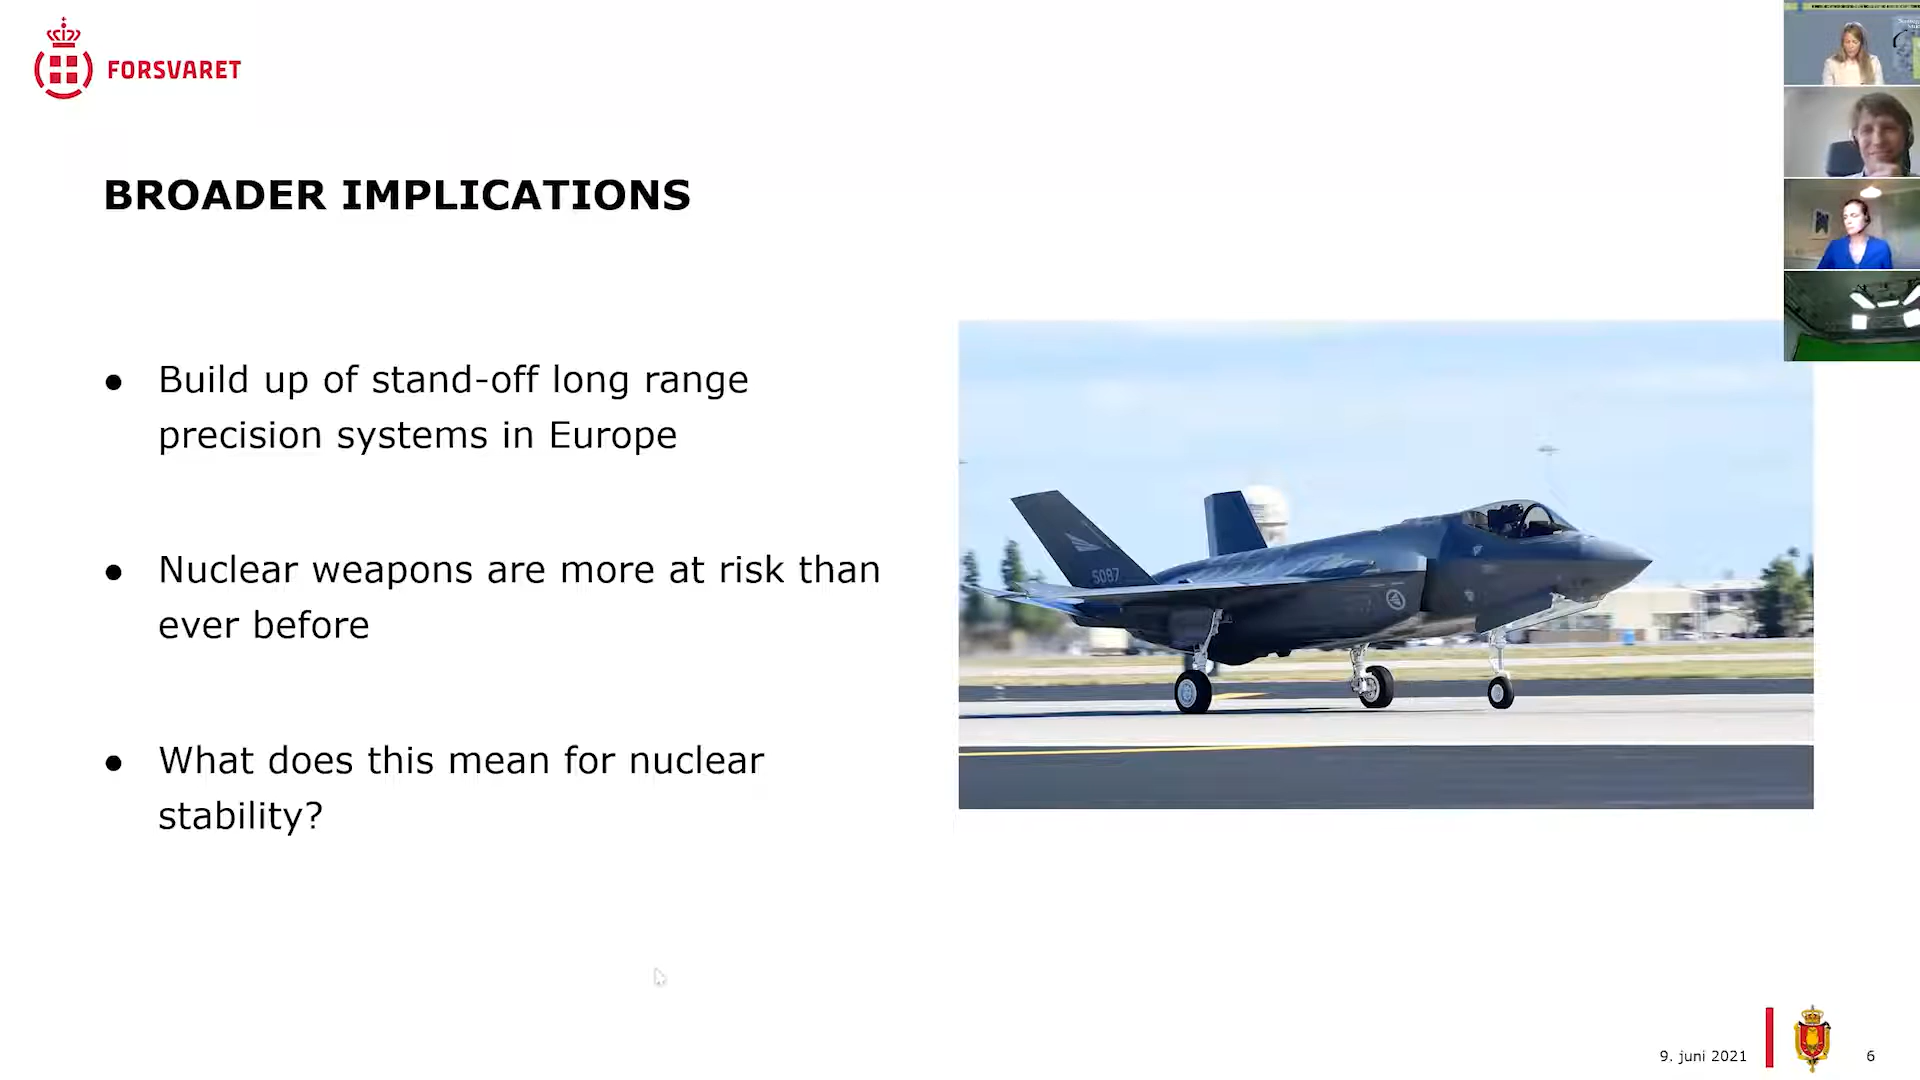 FORSVARET
BROADER IMPLICATIONS
● Build up of stand-off long range
precision systems in Europe
● Nuclear weapons are more at risk than
ever before
● What does this mean for nuclear
stability?
5087
9. juni 2021
6